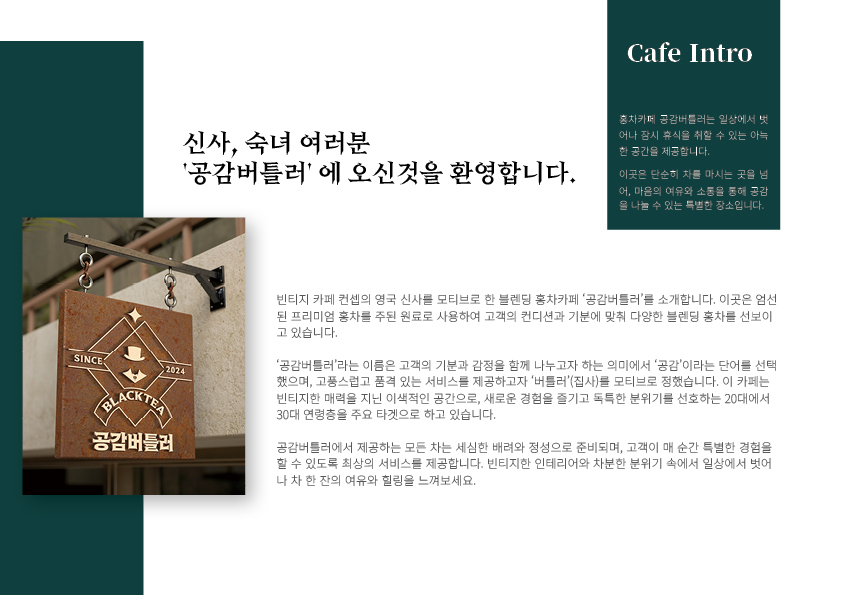 Cafe Intro
홍차카페 공감버틀러는 일상에서 벗
어나 잠시 휴식을 취할 수 있는 아늑
한 공간을 제공합니다.
이곳은 단순히 차를 마시는 곳을 넘
어, 마음의 여유와 소통을 통해 공감
을 나눌 수 있는 특별한 장소입니다.
신사, 숙녀 여러분
'공감버틀러' 에 오신것을 환영합니다.
SINCE
2024
BLACKTEA
공감버틀러
빈티지 카페 컨셉의 영국 신사를 모티브로 한 블렌딩 홍차카페 ‘공감버틀러’를 소개합니다. 이곳은 엄선
된 프리미엄 홍차를 주된 원료로 사용하여 고객의 컨디션과 기분에 맞춰 다양한 블렌딩 홍차를 선보이
고 있습니다.
‘공감버틀러’라는 이름은 고객의 기분과 감정을 함께 나누고자 하는 의미에서 ‘공감’이라는 단어를 선택
했으며, 고풍스럽고 품격 있는 서비스를 제공하고자 ‘버틀러’(집사)를 모티브로 정했습니다. 이 카페는
빈티지한 매력을 지닌 이색적인 공간으로, 새로운 경험을 즐기고 독특한 분위기를 선호하는 20대에서
30대 연령층을 주요 타겟으로 하고 있습니다.
공감버틀러에서 제공하는 모든 차는 세심한 배려와 정성으로 준비되며, 고객이 매 순간 특별한 경험을
할 수 있도록 최상의 서비스를 제공합니다. 빈티지한 인테리어와 차분한 분위기 속에서 일상에서 벗어
나 차 한 잔의 여유와 힐링을 느껴보세요.